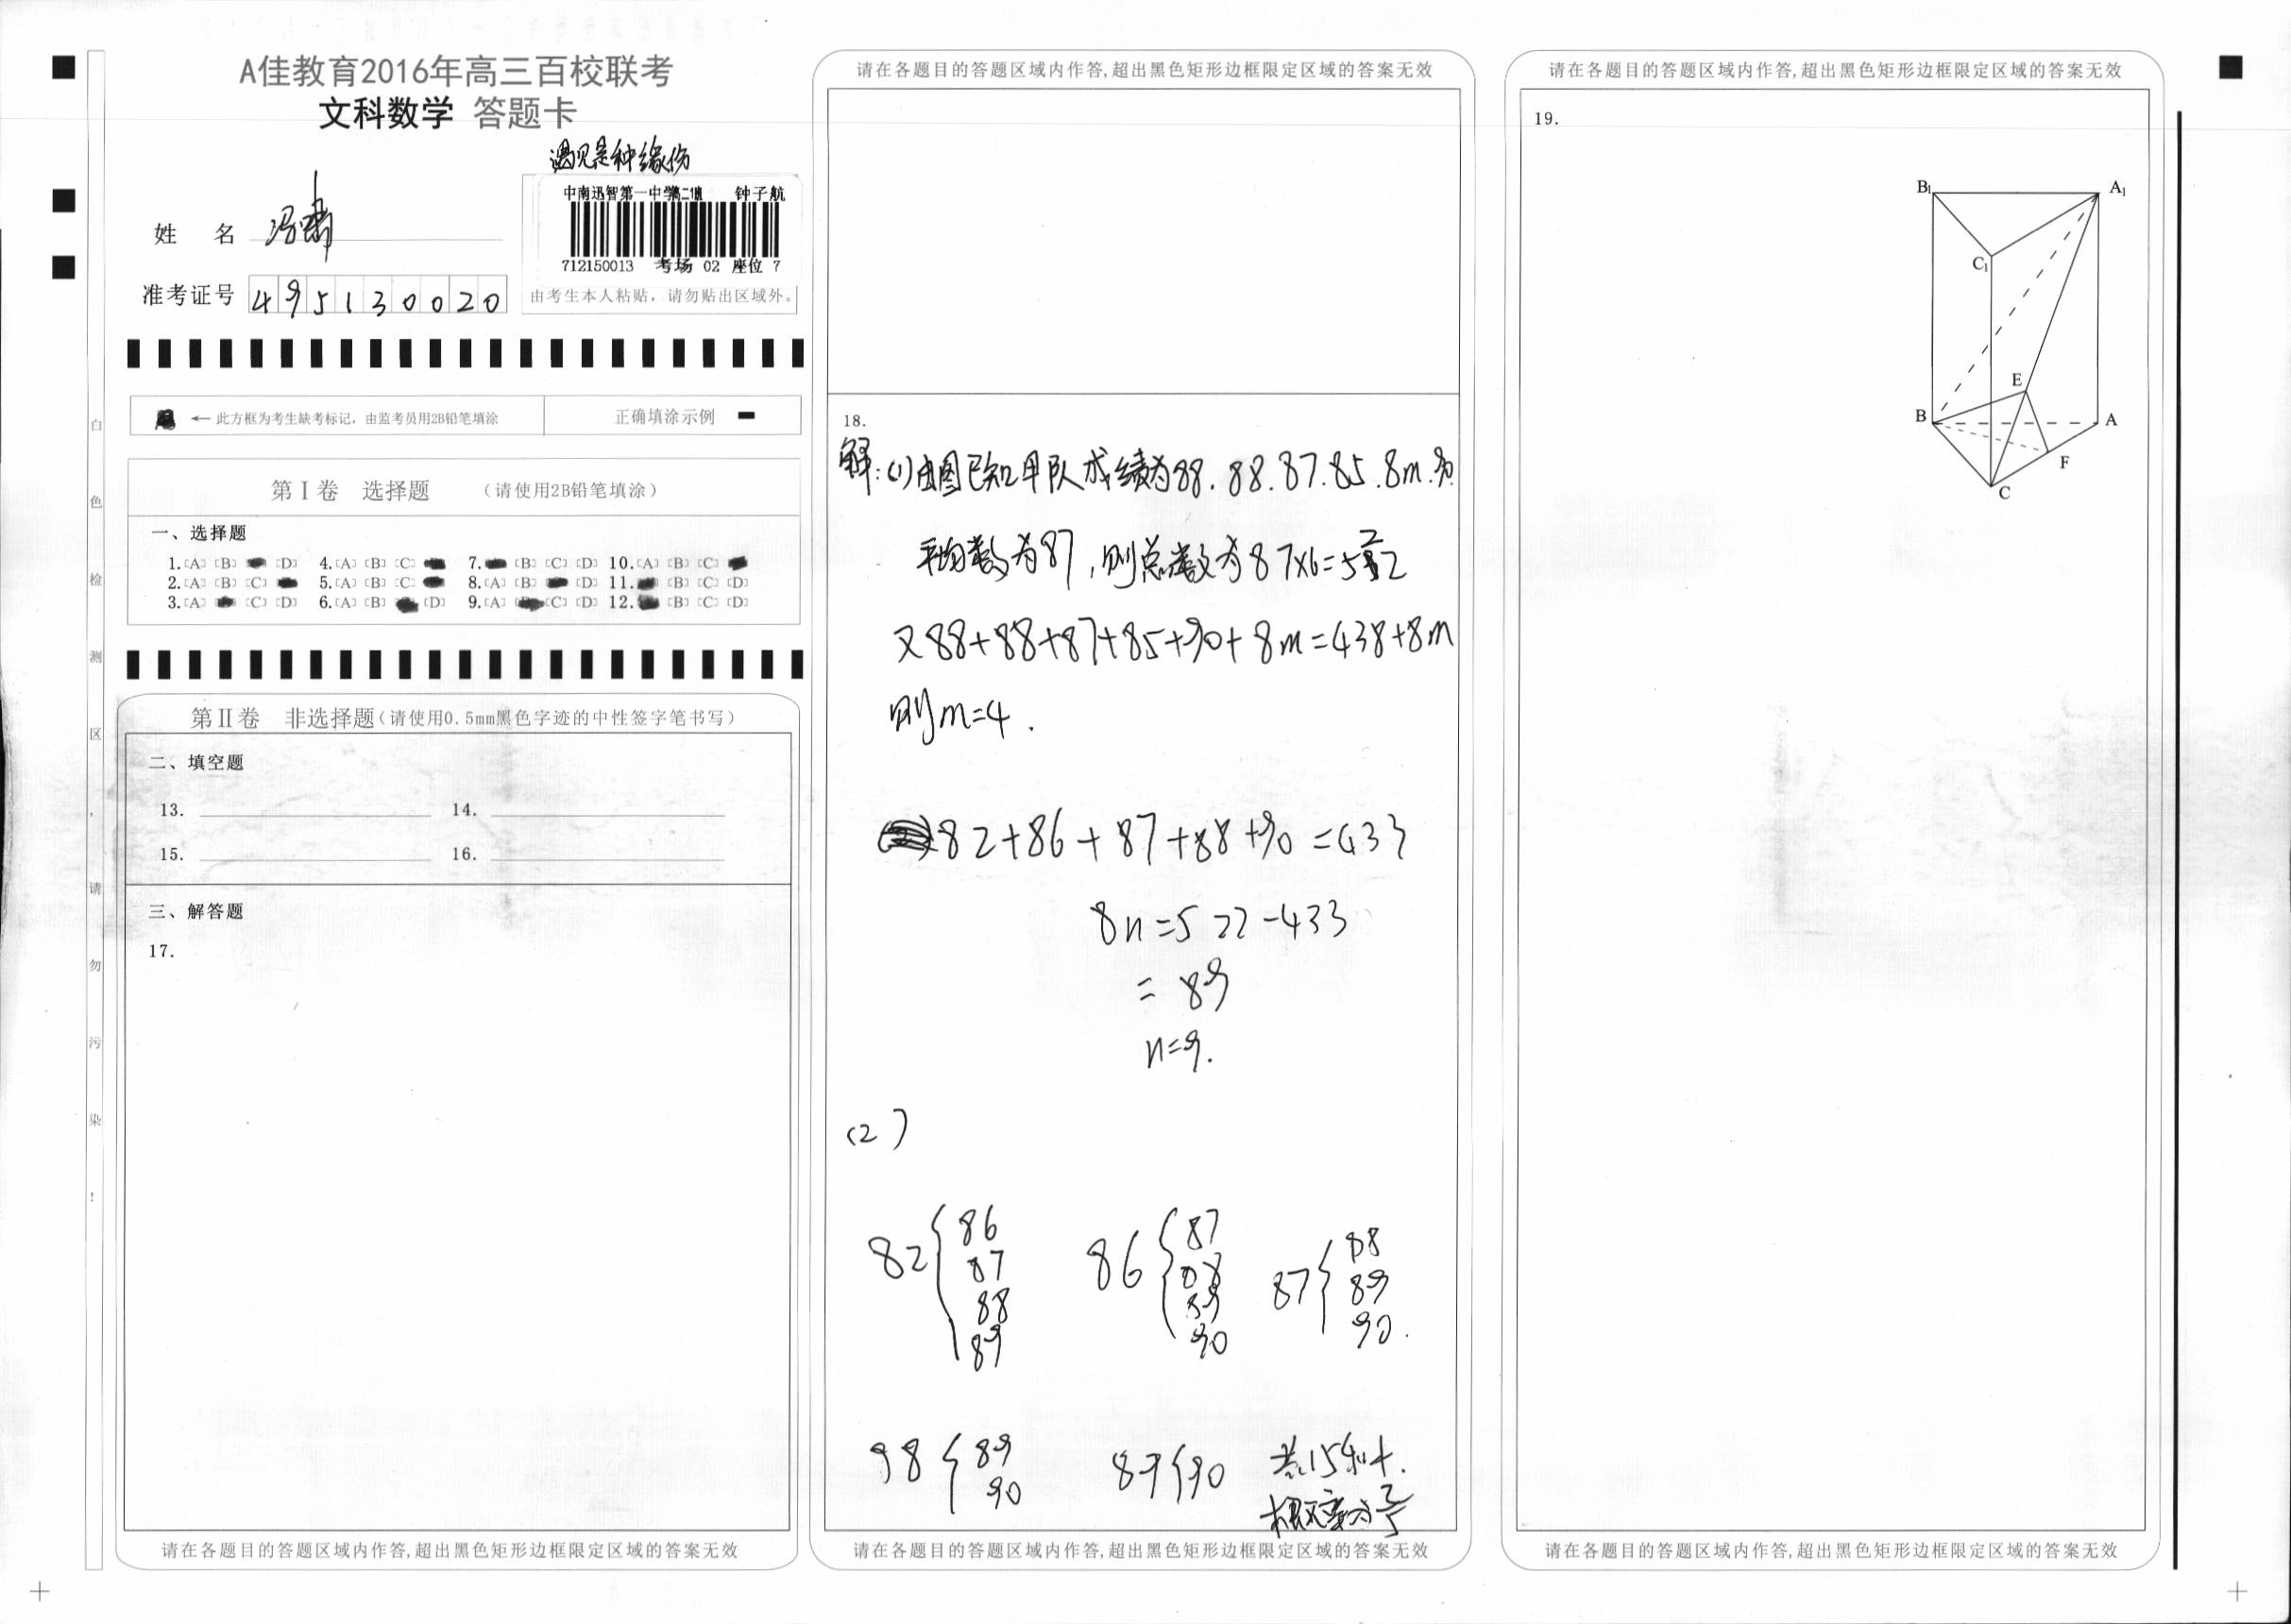 A佳教育2016年高三百校联考
文科数学 答题卡
遇见是种缘份
中南迅智第一中学 钟子航
712150013 考场 02 座位 7
由考生本人粘贴，请勿贴出区域外。
姓 名
准考证号 495130020
← 此方框为考生缺考标记，由监考员用2B铅笔填涂
正确填涂示例
第Ⅰ卷 选择题 （请使用2B铅笔填涂）
一、选择题
1.[A] [B] [D] 4.[A] [B] [C] 7. [B] [C] [D] 10.[A] [B] [C]
2.[A] [B] [C] 5.[A] [B] [C] 8.[A] [B] [D] 11. [B] [C] [D]
3.[A] [C] [D] 6.[A] [B] [D] 9.[A] [C] [D] 12. [B] [C] [D]
第Ⅱ卷 非选择题(请使用0.5mm黑色字迹的中性签字笔书写)
二、填空题
13. 14.
15. 16.
三、解答题
17.
请在各题目的答题区域内作答,超出黑色矩形边框限定区域的答案无效
白色检测区，请勿污染！
请在各题目的答题区域内作答,超出黑色矩形边框限定区域的答案无效
18.
解:(1)由图已知甲队成绩为88.88.87.85.8m.90
平均数为87,则总数为87×6=522
又88+88+87+85+90+8m=438+8m
则m=4.
82+86+87+88+90=433
8n=522-433
=89
n=9.
(2)
82{86 87 88 89
86{87 88 89 90
87{88 89 90.
98{89 90
89{90
共15种.
概率为2/5
请在各题目的答题区域内作答,超出黑色矩形边框限定区域的答案无效
请在各题目的答题区域内作答,超出黑色矩形边框限定区域的答案无效
19.
B1 A1
C1
E
B A
F
C
请在各题目的答题区域内作答,超出黑色矩形边框限定区域的答案无效